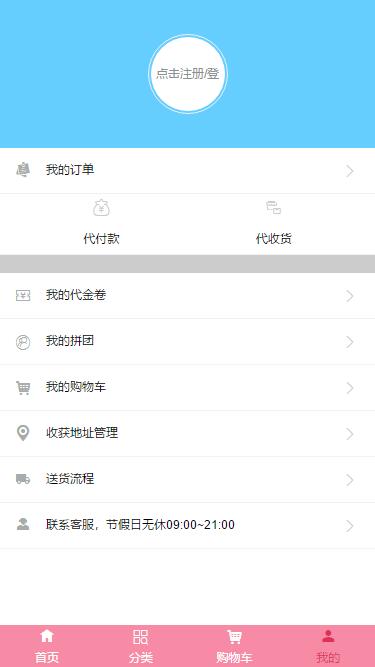 点击注册/登
我的订单
代付款
代收货
我的代金卷
我的拼团
我的购物车
收获地址管理
送货流程
联系客服，节假日无休09:00~21:00
首页
分类
购物车
我的